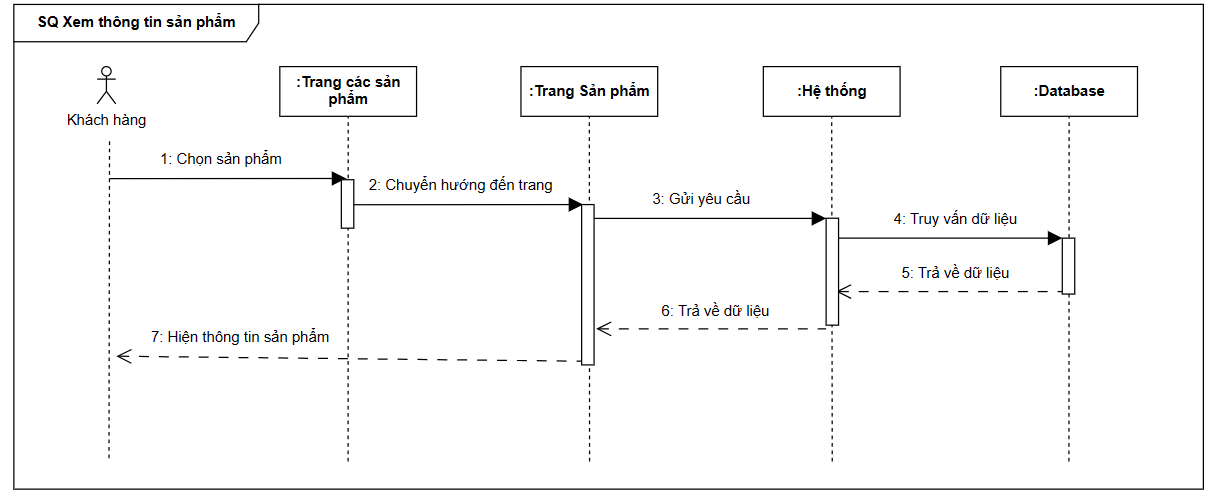 SQ Xem thông tin sản phẩm
Khách hàng
:Trang các sản
phẩm
:Trang Sản phẩm
:Hệ thống
:Database
1: Chọn sản phẩm
2: Chuyển hướng đến trang
3: Gửi yêu cầu
4: Truy vấn dữ liệu
5: Trả về dữ liệu
6: Trả về dữ liệu
7: Hiện thông tin sản phẩm